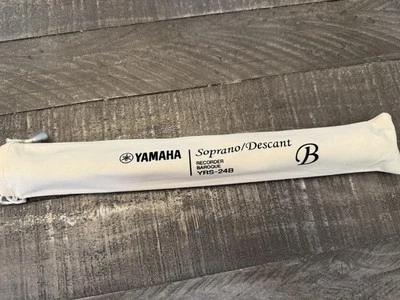 YAMAHA
Soprano/Descant
RECORDER
BAROQUE
YRS-24B
B